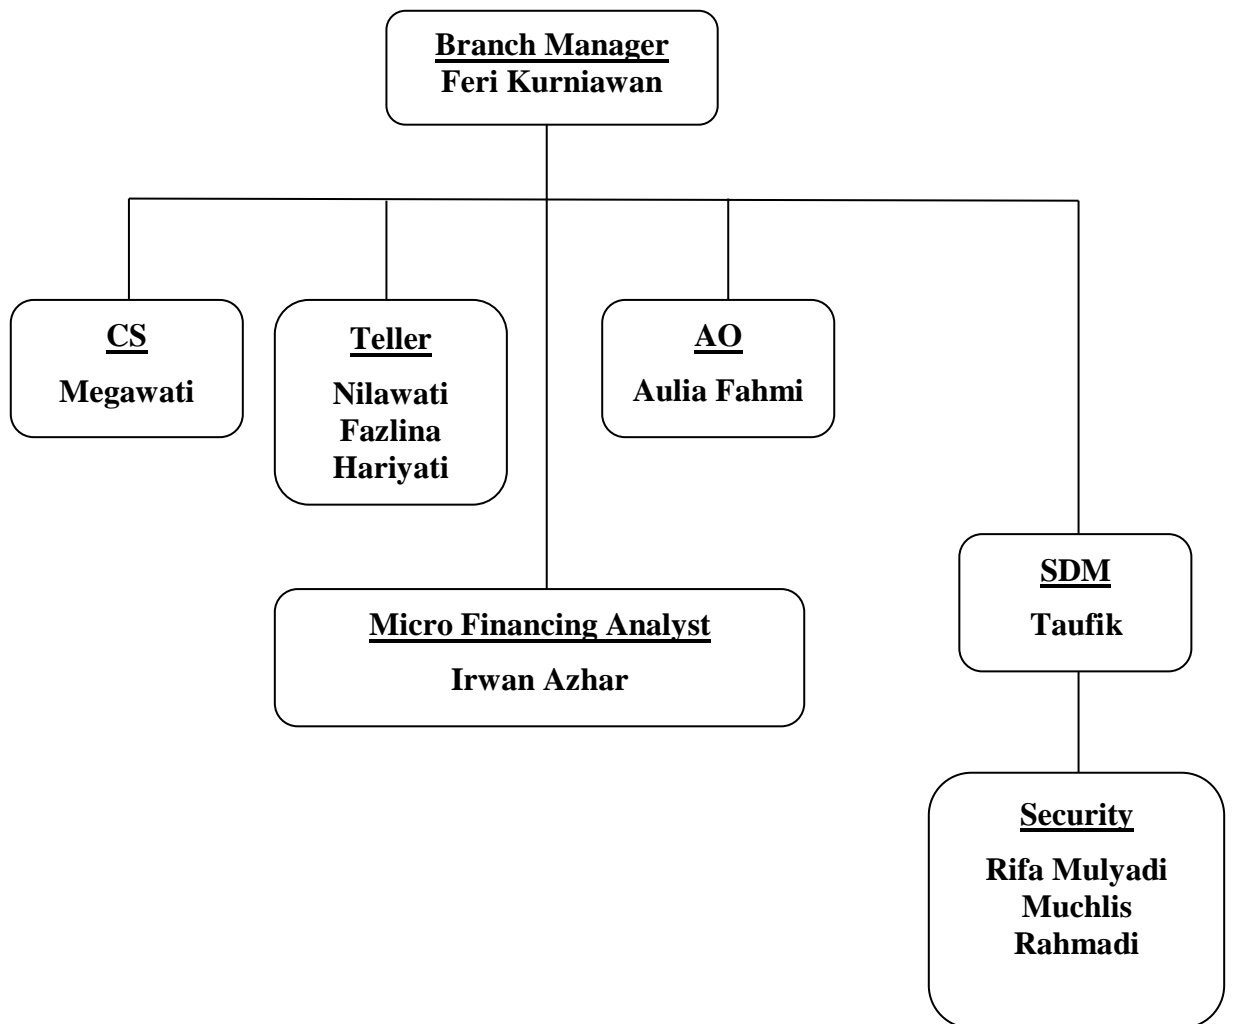 Branch Manager
Feri Kurniawan
CS
Megawati
Teller
Nilawati
Fazlina
Hariyati
AO
Aulia Fahmi
Micro Financing Analyst
Irwan Azhar
SDM
Taufik
Security
Rifa Mulyadi
Muchlis
Rahmadi